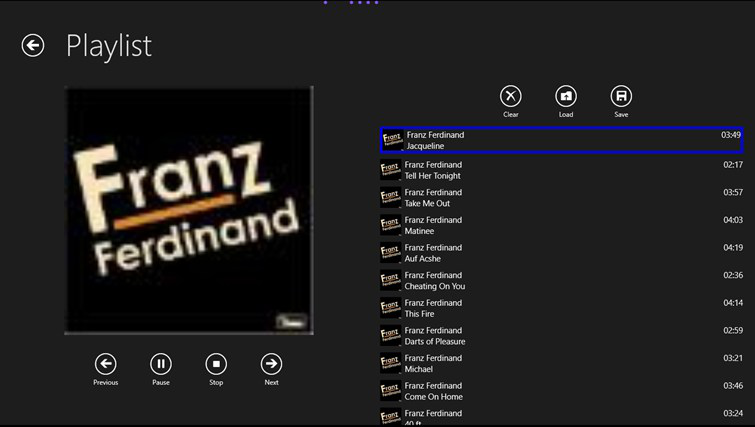 Playlist
Franz
Ferdinand
Previous
Pause
Stop
Next
Clear
Load
Save
Franz Ferdinand 03:49
Jacqueline
Franz Ferdinand 02:17
Tell Her Tonight
Franz Ferdinand 03:57
Take Me Out
Franz Ferdinand 04:03
Matinee
Franz Ferdinand 04:19
Auf Acshe
Franz Ferdinand 02:36
Cheating On You
Franz Ferdinand 04:14
This Fire
Franz Ferdinand 02:59
Darts of Pleasure
Franz Ferdinand 03:21
Michael
Franz Ferdinand 03:46
Come On Home
Franz Ferdinand 03:24
40 ft